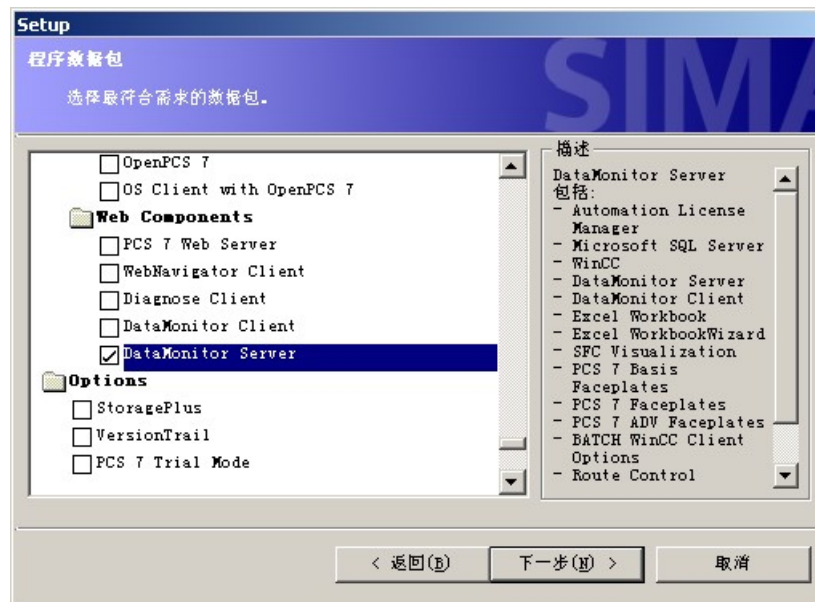 Setup
程序数据包
选择最符合需求的数据包。
SIMA
OpenPCS 7
OS Client with OpenPCS 7
Web Components
PCS 7 Web Server
WebNavigator Client
Diagnose Client
DataMonitor Client
DataMonitor Server
Options
StoragePlus
VersionTrail
PCS 7 Trial Mode
描述
DataMonitor Server
包括:
- Automation License
Manager
- Microsoft SQL Server
- WinCC
- DataMonitor Server
- DataMonitor Client
- Excel Workbook
- Excel WorkbookWizard
- SFC Visualization
- PCS 7 Basis
Faceplates
- PCS 7 Faceplates
- PCS 7 ADV Faceplates
- BATCH WinCC Client
Options
- Route Control
< 返回(B)
下一步(N) >
取消